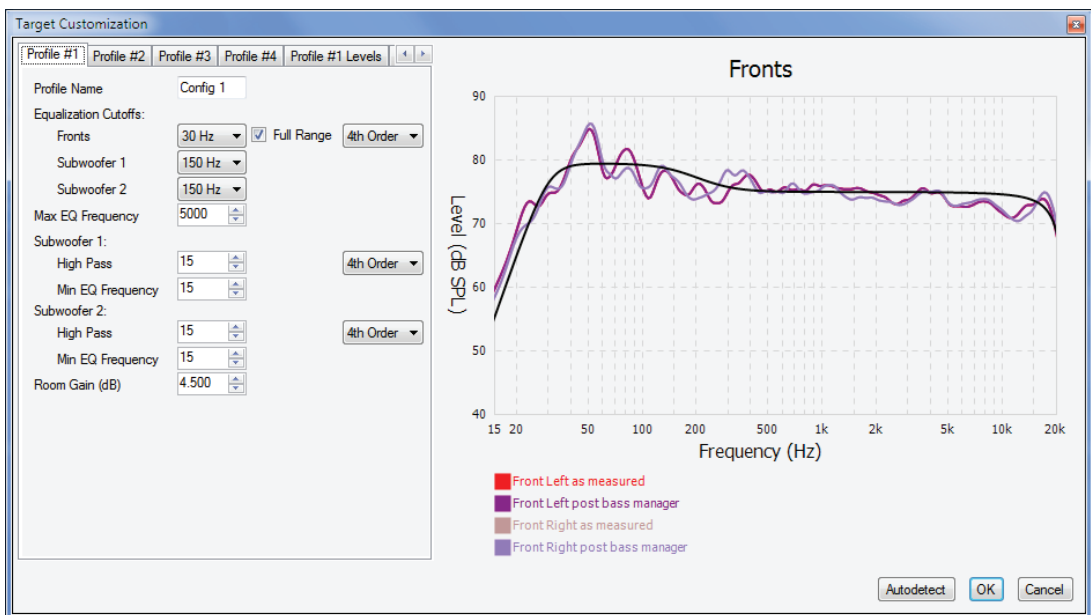 Target Customization
Profile #1 Profile #2 Profile #3 Profile #4 Profile #1 Levels
Profile Name Config 1
Equalization Cutoffs:
Fronts 30 Hz Full Range 4th Order
Subwoofer 1 150 Hz
Subwoofer 2 150 Hz
Max EQ Frequency 5000
Subwoofer 1:
High Pass 15 4th Order
Min EQ Frequency 15
Subwoofer 2:
High Pass 15 4th Order
Min EQ Frequency 15
Room Gain (dB) 4.500
Fronts
90
80
70
60
50
40
Level (dB SPL)
15 20 50 100 200 500 1k 2k 5k 10k 20k
Frequency (Hz)
Front Left as measured
Front Left post bass manager
Front Right as measured
Front Right post bass manager
Autodetect OK Cancel